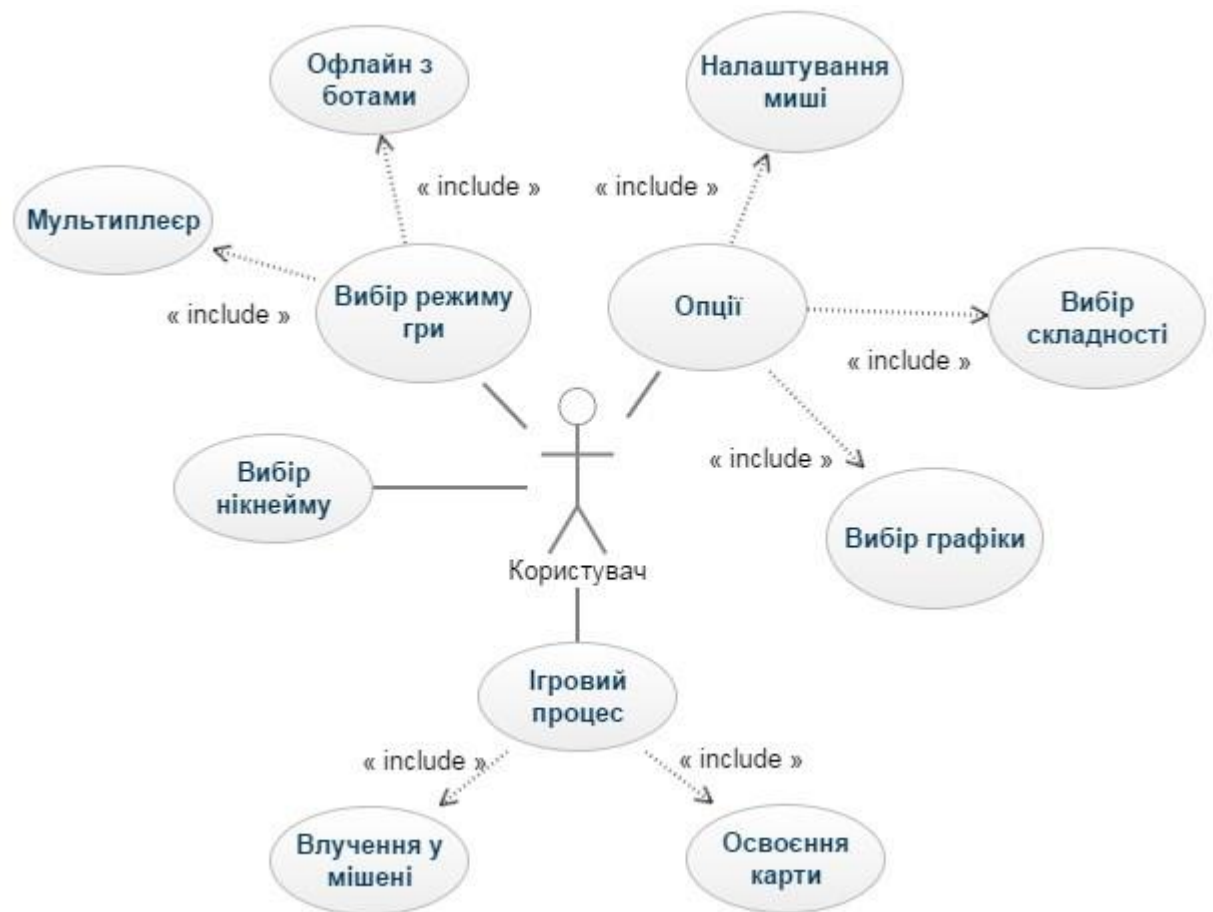 Офлайн з
ботами
Налаштування
миші
« include »
« include »
Мультиплеєр
« include »
Вибір режиму
гри
Опції
Вибір
складності
« include »
« include »
Вибір
нікнейму
Вибір графіки
Користувач
Ігровий
процес
« include »
« include »
Влучення у
мішені
Освоєння
карти